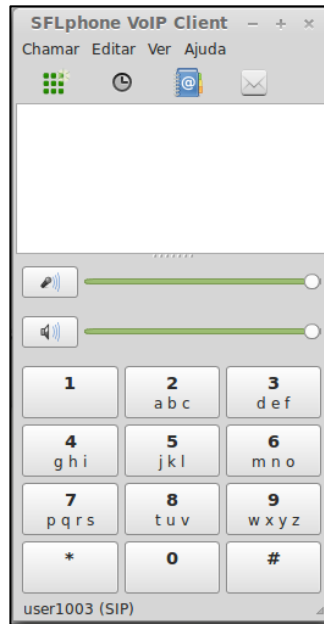 SFLphone VoIP Client
Chamar Editar Ver Ajuda
@
1 2 3
a b c d e f
4 5 6
g h i j k l m n o
7 8 9
p q r s t u v w x y z
* 0 #
user1003 (SIP)